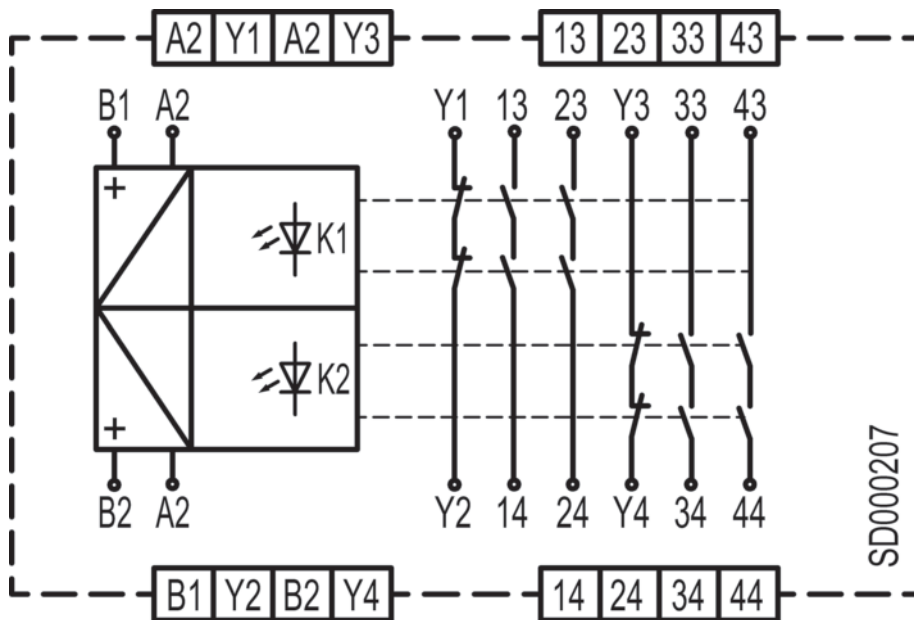 A2 Y1 A2 Y3 13 23 33 43
B1 A2 Y1 13 23 Y3 33 43
+
K1
K2
+
B2 A2 Y2 14 24 Y4 34 44
SD000207
B1 Y2 B2 Y4 14 24 34 44